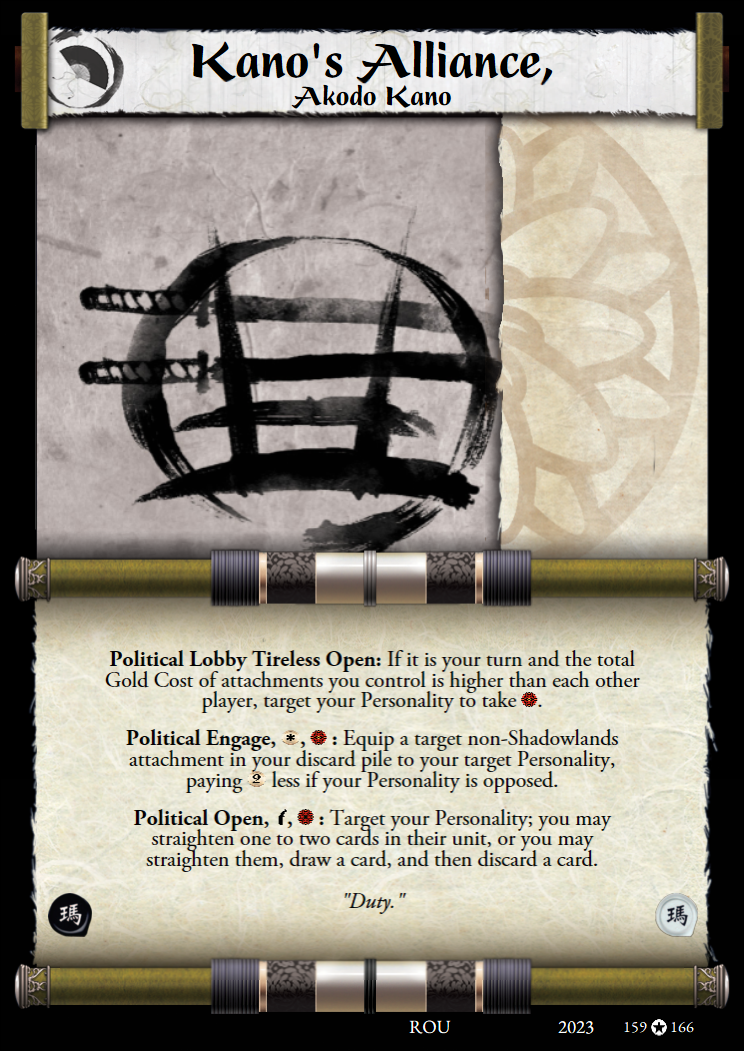 Kano's Alliance,
Akodo Kano
Political Lobby Tireless Open: If it is your turn and the total
Gold Cost of attachments you control is higher than each other
player, target your Personality to take .
Political Engage, *, : Equip a target non-Shadowlands
attachment in your discard pile to your target Personality,
paying 2 less if your Personality is opposed.
Political Open, , : Target your Personality; you may
straighten one to two cards in their unit, or you may
straighten them, draw a card, and then discard a card.
"Duty."
瑪
瑪
ROU 2023 159 166